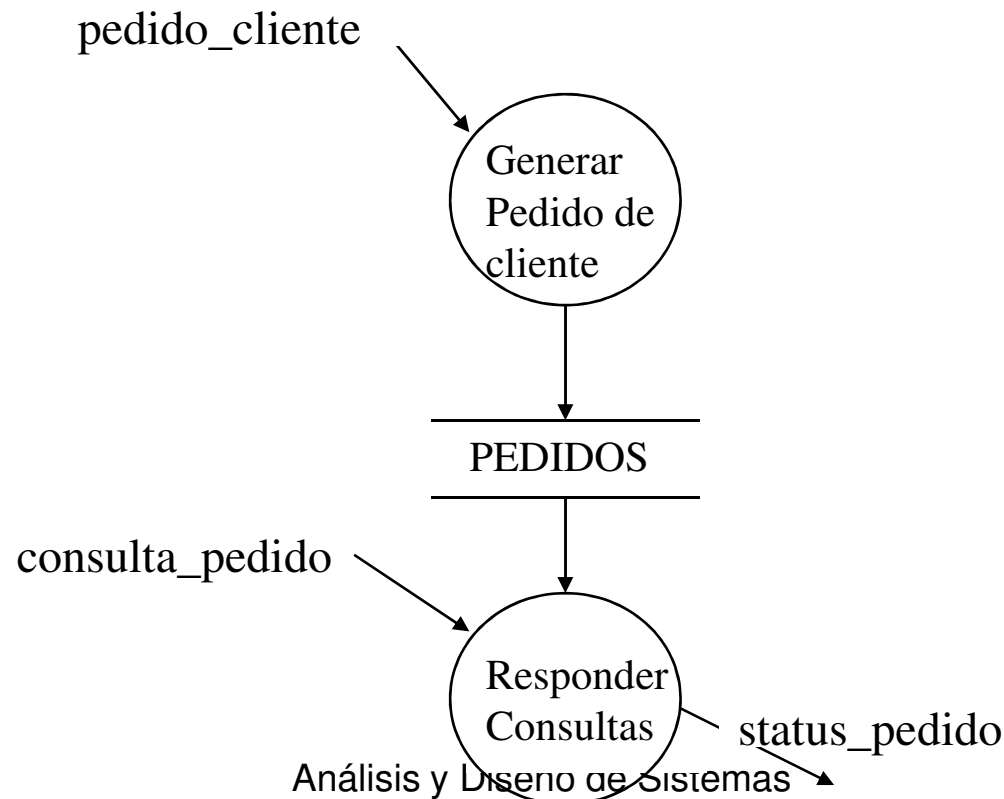 pedido_cliente
Generar
Pedido de
cliente
PEDIDOS
consulta_pedido
Responder
Consultas
status_pedido
Análisis y Diseño de Sistemas